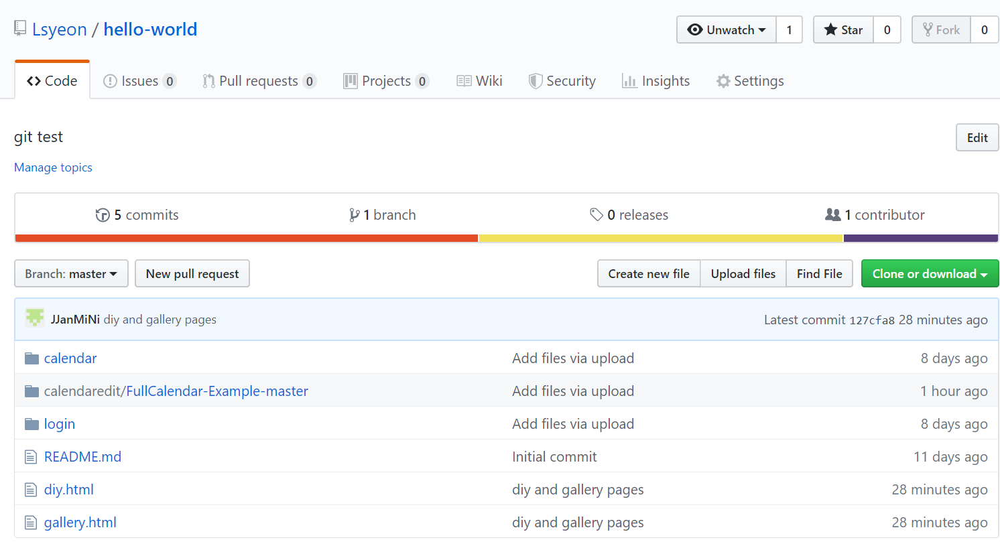 Lsyeon / hello-world Unwatch 1 Star 0 Fork 0
Code Issues 0 Pull requests 0 Projects 0 Wiki Security Insights Settings
git test Edit
Manage topics
5 commits 1 branch 0 releases 1 contributor
Branch: master New pull request Create new file Upload files Find File Clone or download
JJanMiNi diy and gallery pages Latest commit 127cfa8 28 minutes ago
calendar Add files via upload 8 days ago
calendaredit/FullCalendar-Example-master Add files via upload 1 hour ago
login Add files via upload 8 days ago
README.md Initial commit 11 days ago
diy.html diy and gallery pages 28 minutes ago
gallery.html diy and gallery pages 28 minutes ago